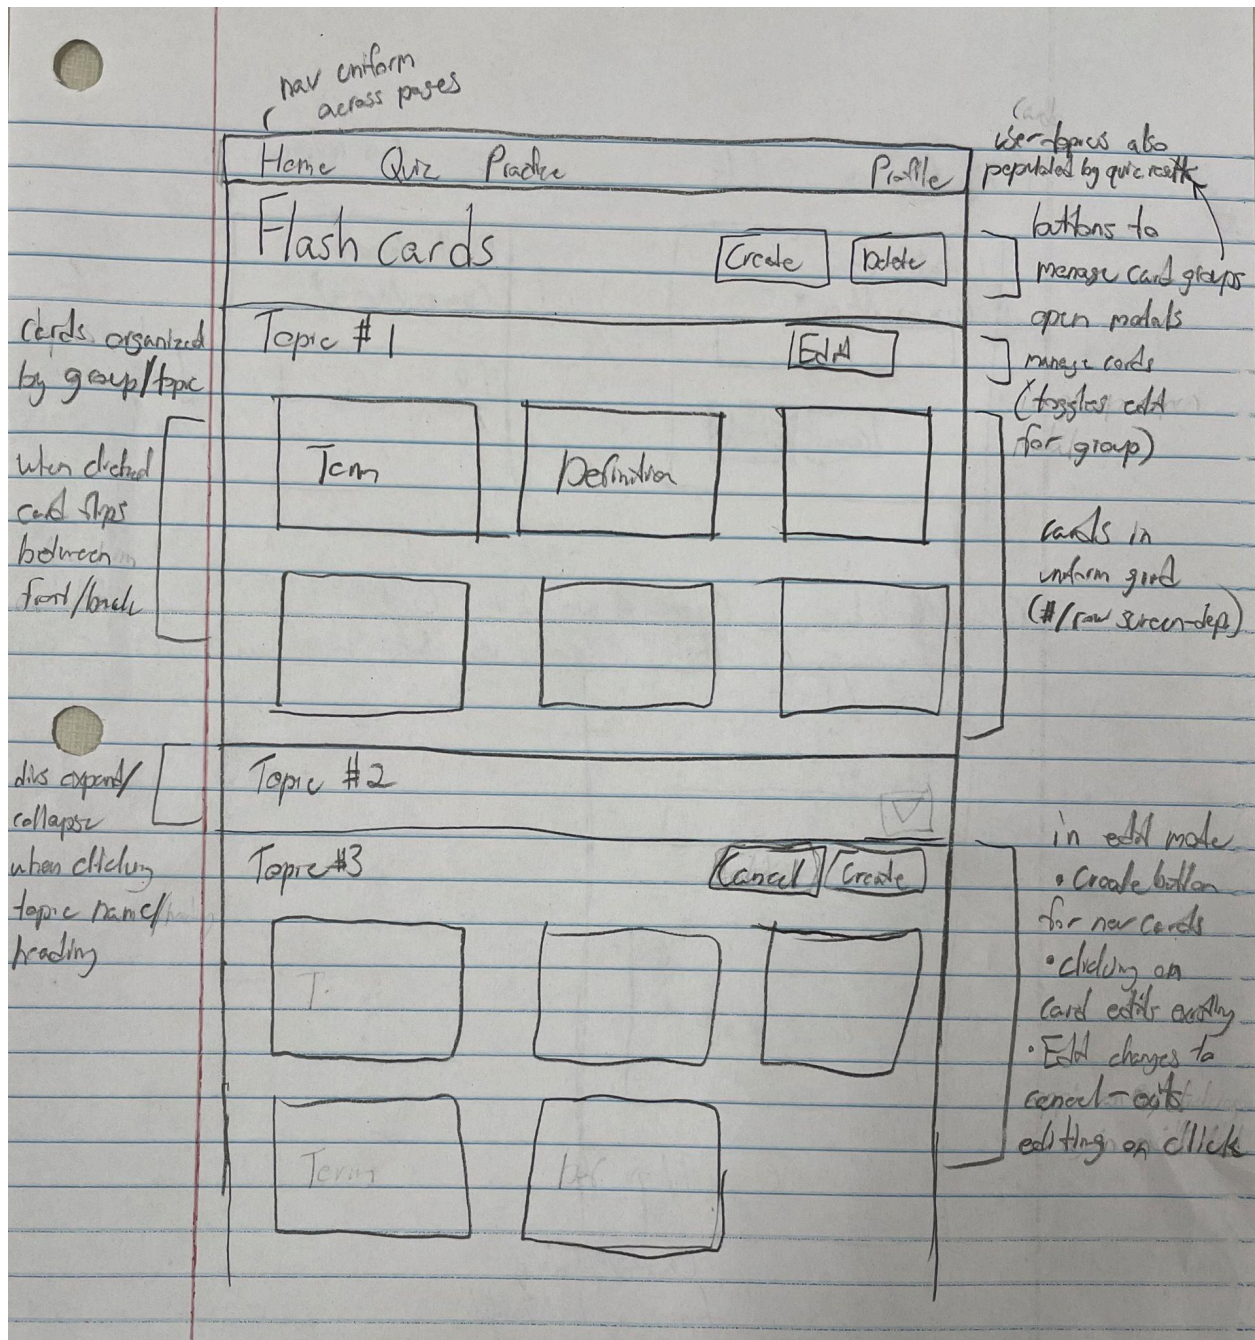 nav uniform
across pages
Home Quiz Practice Profile
user-topics also
populated by quiz results
Flash cards
Create Delete
buttons to
manage card groups
open modals
Topic #1
Edit
manage cards
(toggles edit
for group)
cards organized
by group/topic
when clicked
card flips
between
front/back
Term Definition
cards in
uniform grid
(#/row screen-dep.)
divs expand/
collapse
when clicking
topic name/
heading
Topic #2
Topic #3
Cancel Create
in edit mode
• Create button
for new cards
• clicking on
card edits existing
• Edit changes to
cancel - exits
editing on click
T
Term Def